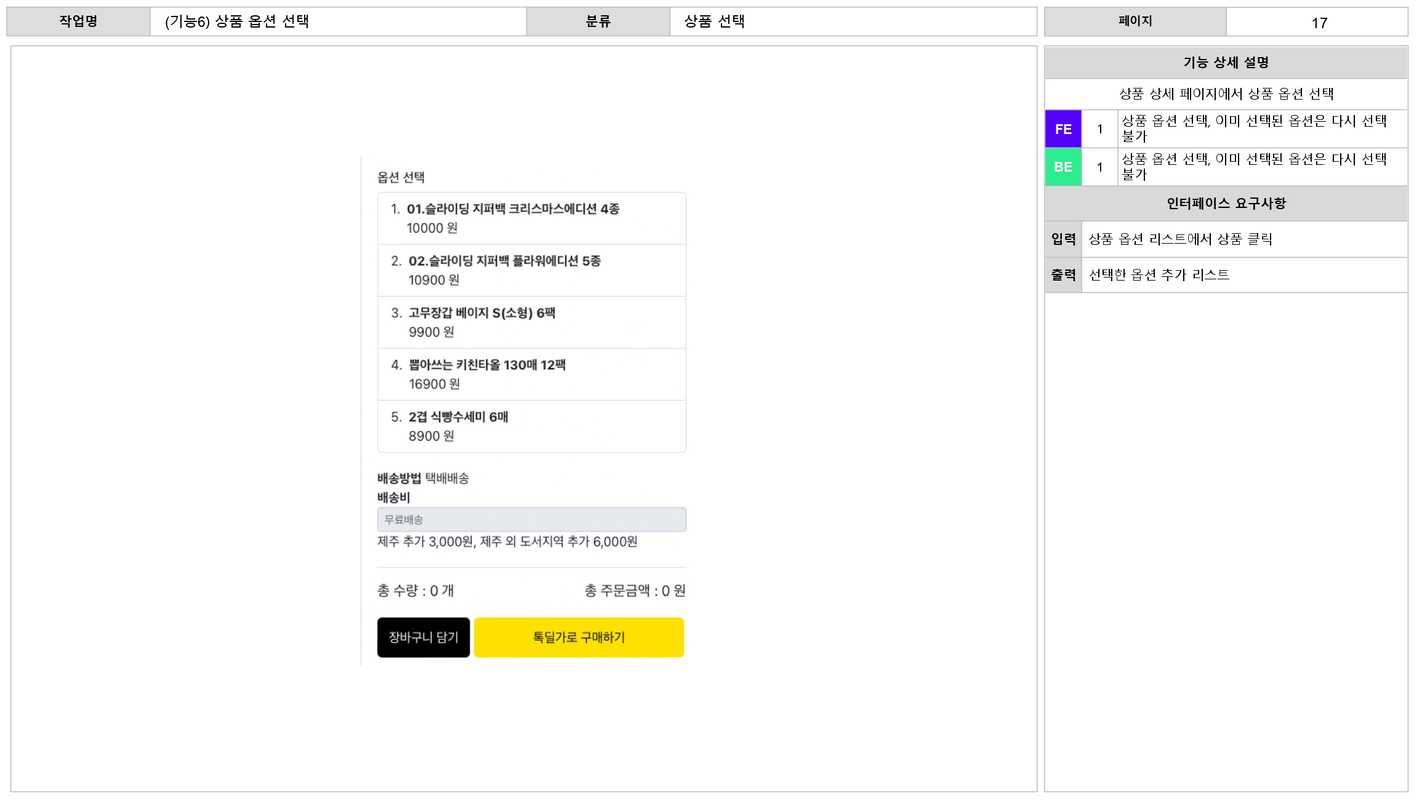 작업명
(기능6) 상품 옵션 선택
분류
상품 선택
페이지
17
옵션 선택
1. 01.슬라이딩 지퍼백 크리스마스에디션 4종
10000 원
2. 02.슬라이딩 지퍼백 플라워에디션 5종
10900 원
3. 고무장갑 베이지 S(소형) 6팩
9900 원
4. 뽑아쓰는 키친타올 130매 12팩
16900 원
5. 2겹 식빵수세미 6매
8900 원
배송방법 택배배송
배송비
무료배송
제주 추가 3,000원, 제주 외 도서지역 추가 6,000원
총 수량 : 0 개
총 주문금액 : 0 원
장바구니 담기
톡딜가로 구매하기
기능 상세 설명
상품 상세 페이지에서 상품 옵션 선택
FE
1
상품 옵션 선택, 이미 선택된 옵션은 다시 선택
불가
BE
1
상품 옵션 선택, 이미 선택된 옵션은 다시 선택
불가
인터페이스 요구사항
입력
상품 옵션 리스트에서 상품 클릭
출력
선택한 옵션 추가 리스트